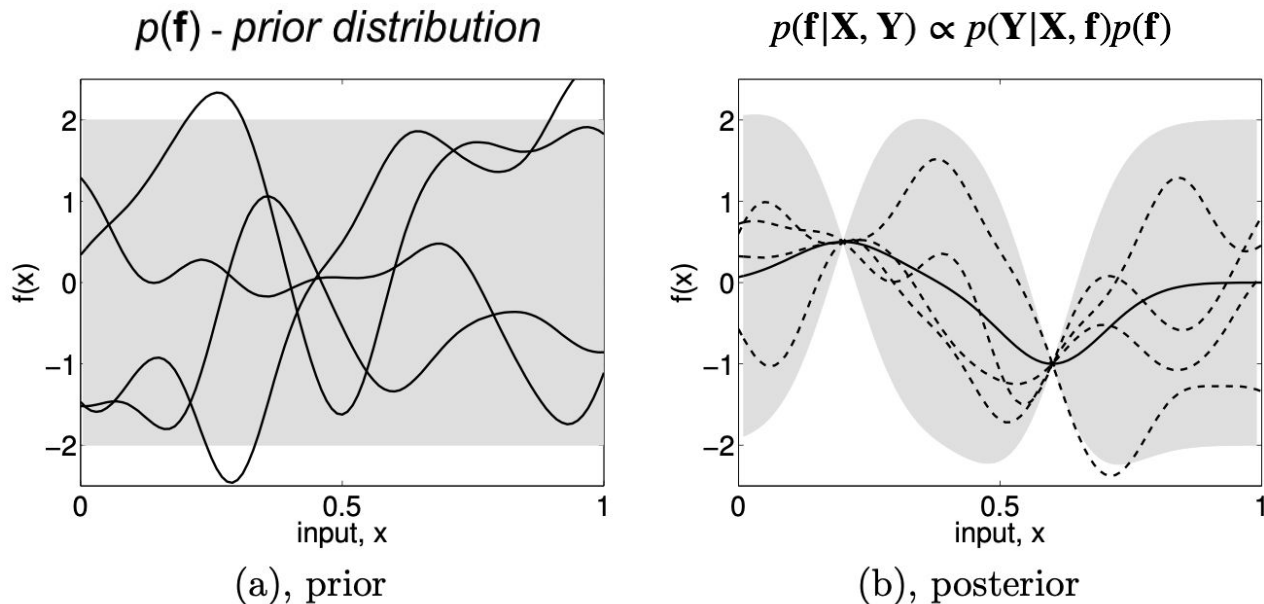 p(f) - prior distribution
p(f|X, Y) ∝ p(Y|X, f)p(f)
2
1
0
−1
−2
f(x)
0
0.5
1
input, x
(a), prior
2
1
0
−1
−2
f(x)
0
0.5
1
input, x
(b), posterior